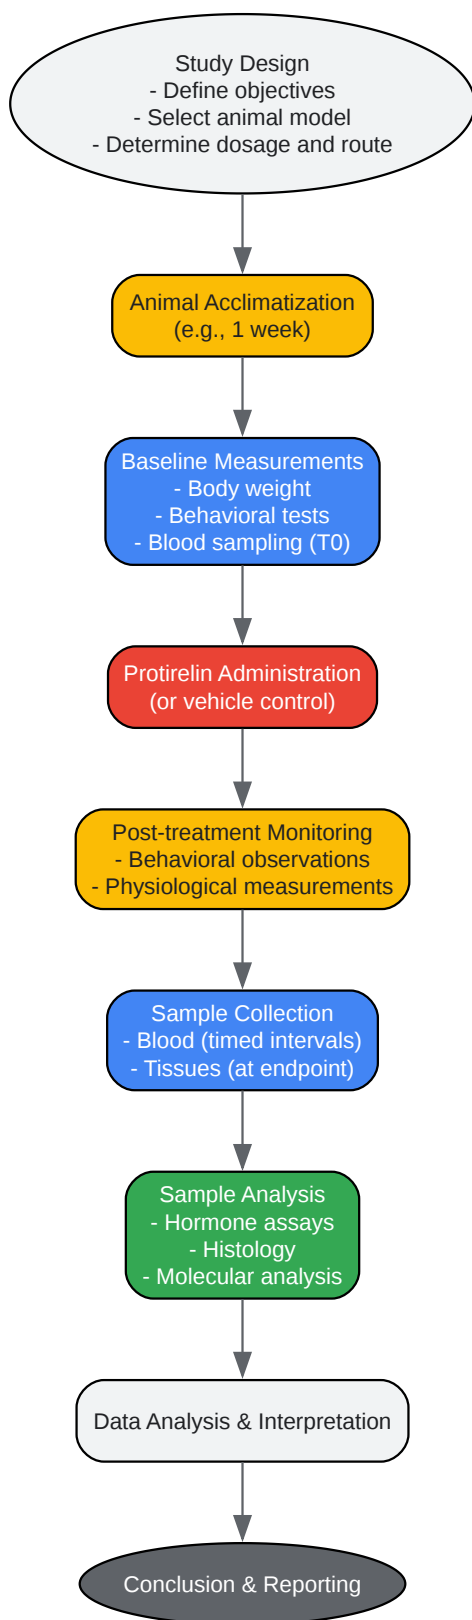 Study Design
- Define objectives
- Select animal model
- Determine dosage and route
Animal Acclimatization
(e.g., 1 week)
Baseline Measurements
- Body weight
- Behavioral tests
- Blood sampling (T0)
Protirelin Administration
(or vehicle control)
Post-treatment Monitoring
- Behavioral observations
- Physiological measurements
Sample Collection
- Blood (timed intervals)
- Tissues (at endpoint)
Sample Analysis
- Hormone assays
- Histology
- Molecular analysis
Data Analysis & Interpretation
Conclusion & Reporting